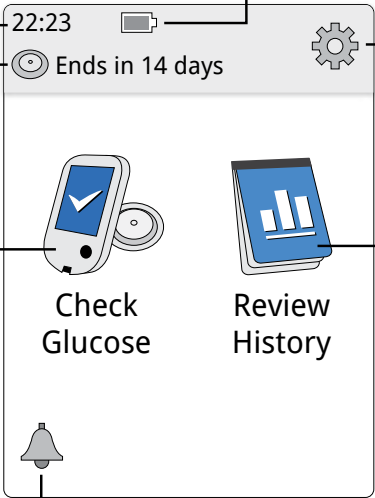 22:23
Ends in 14 days
Check
Glucose
Review
History